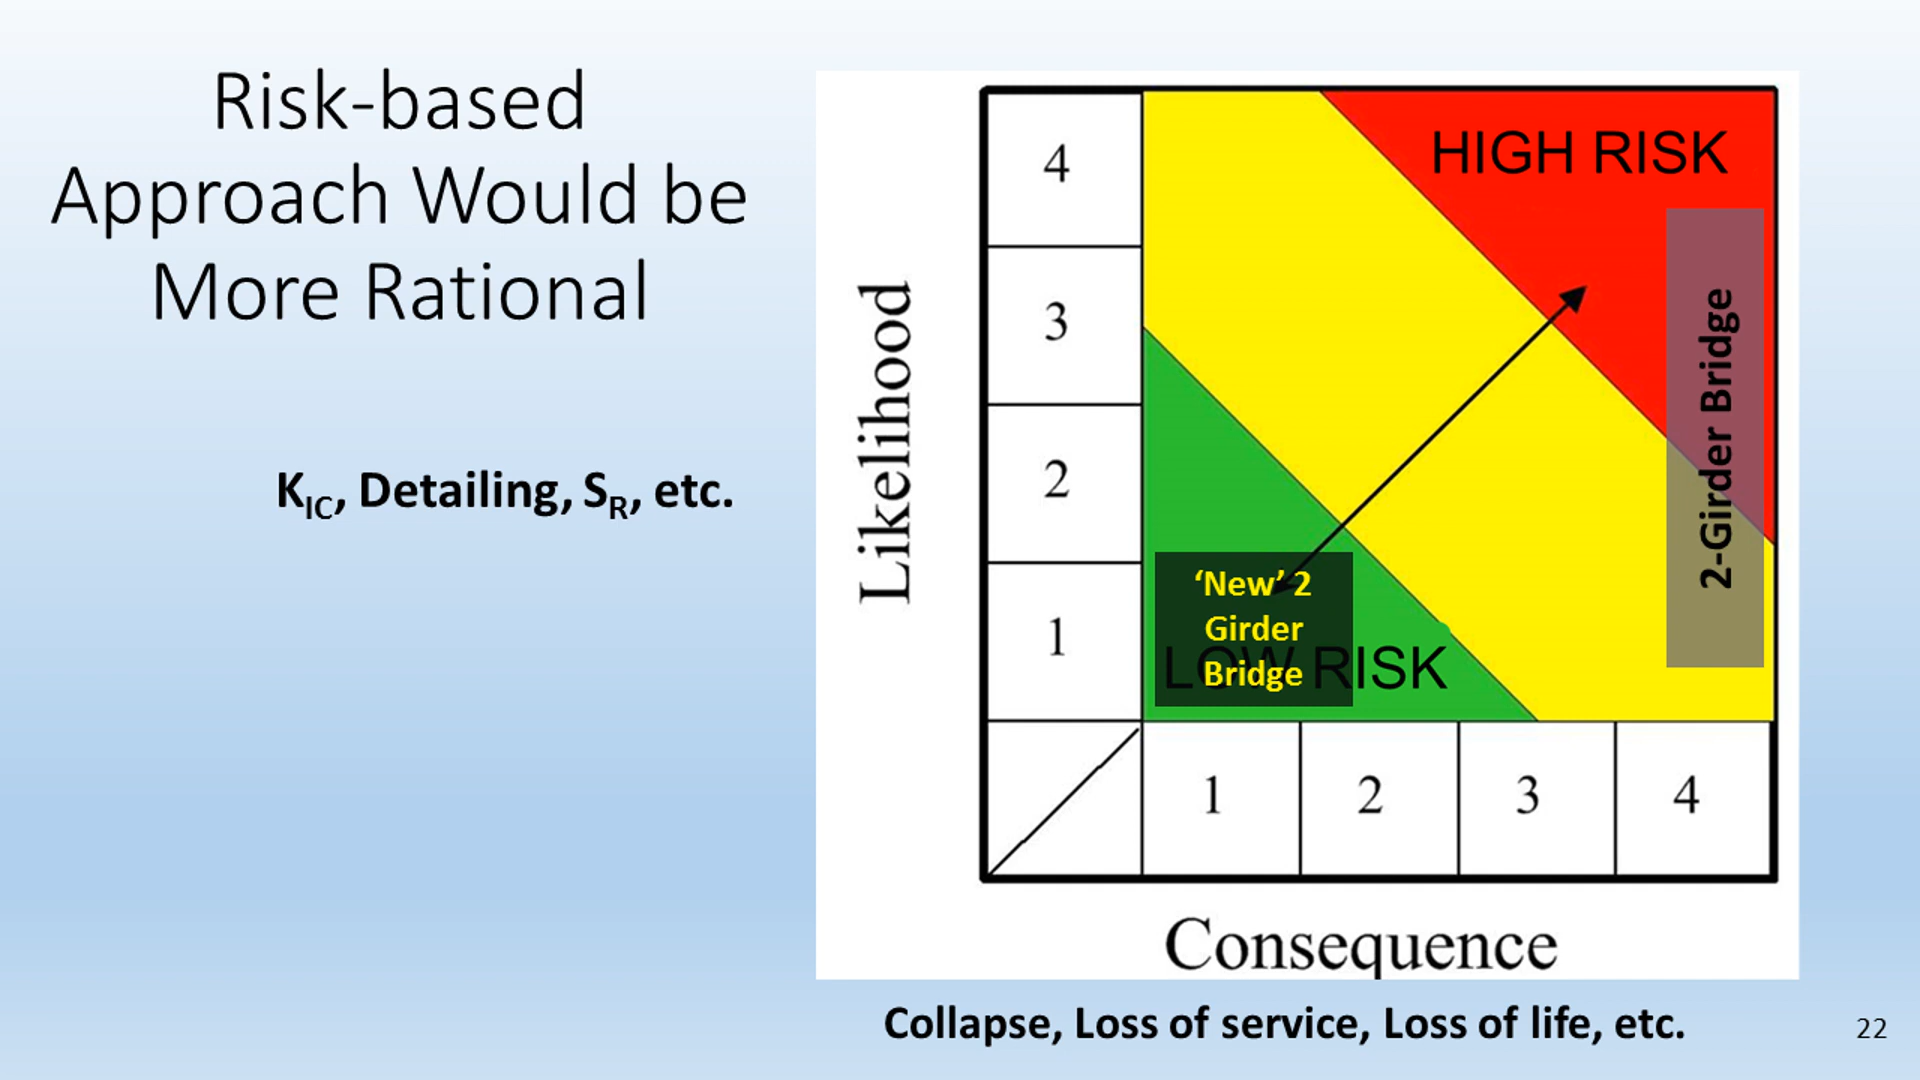 Risk-based
Approach Would be
More Rational
K_IC, Detailing, S_R, etc.
Likelihood
4
3
2
1
HIGH RISK
2-Girder Bridge
‘New’ 2
Girder
Bridge
LOW RISK
1 2 3 4
Consequence
Collapse, Loss of service, Loss of life, etc.
22